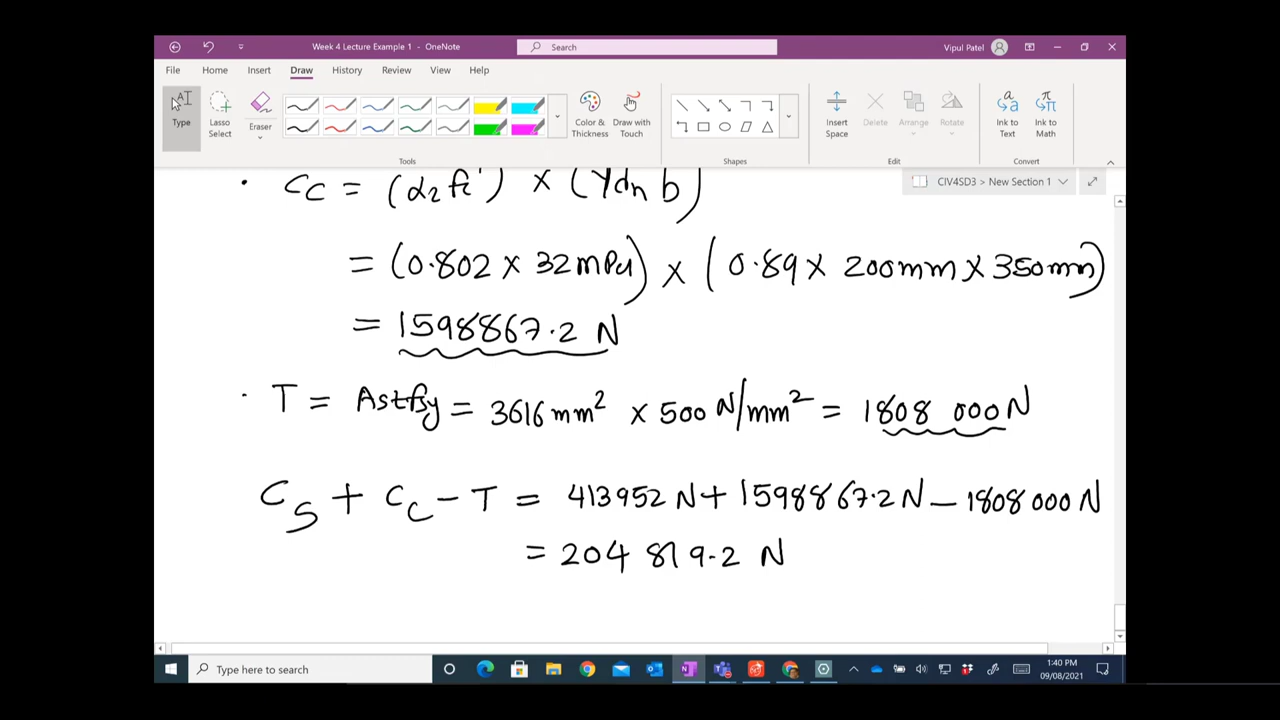 Week 4 Lecture Example 1 - OneNote
Search
Vipul Patel
File Home Insert Draw History Review View Help
Type
Lasso Select
Eraser
Color & Thickness
Draw with Touch
Insert Space
Delete
Arrange
Rotate
Ink to Text
Ink to Math
Tools
Shapes
Edit
Convert
CIV4SD3 > New Section 1
· Cc = (α2 fc') × (γdn b)
= (0.802 × 32 mPa) × (0.89 × 200mm × 350mm)
= 1598867.2 N
· T = Astfsy = 3616 mm² × 500 N/mm² = 1808 000 N
Cs + Cc - T = 413952 N + 1598867.2 N - 1808 000 N
= 204 819.2 N
Type here to search
1:40 PM
09/08/2021